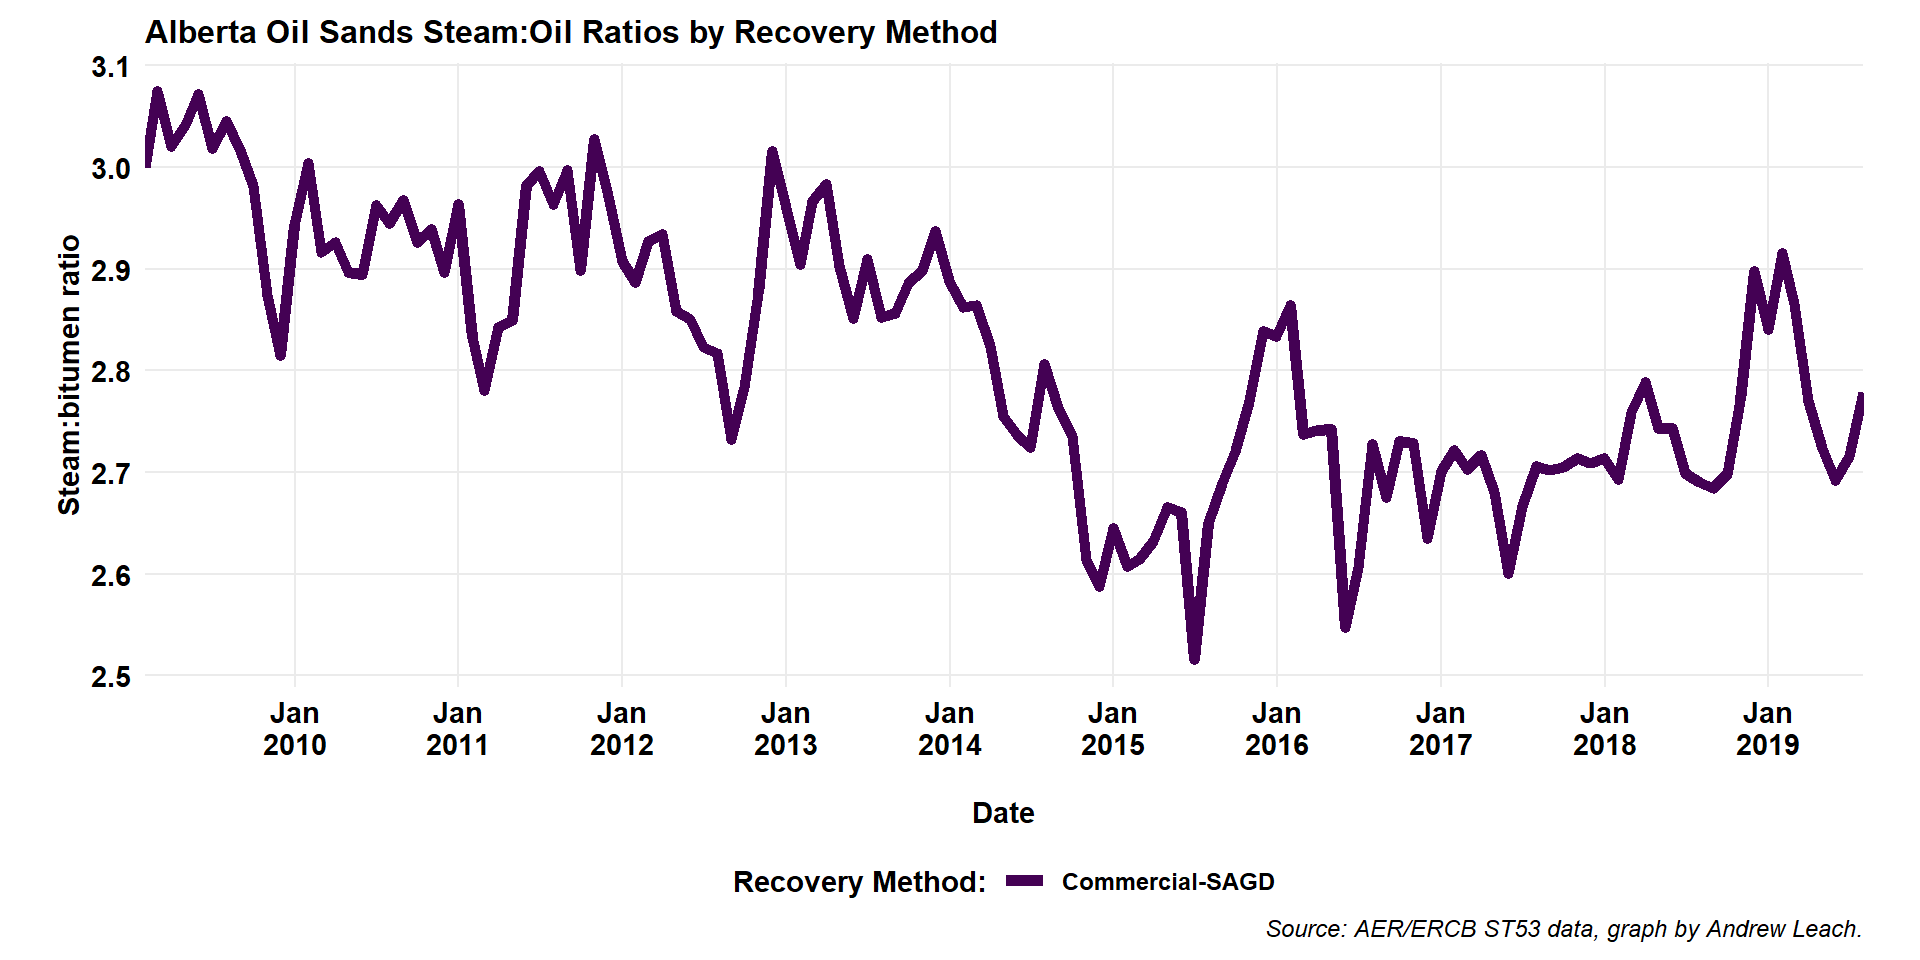 Alberta Oil Sands Steam:Oil Ratios by Recovery Method
3.1
3.0
2.9
2.8
2.7
2.6
2.5
Steam:bitumen ratio
Jan 2010
Jan 2011
Jan 2012
Jan 2013
Jan 2014
Jan 2015
Jan 2016
Jan 2017
Jan 2018
Jan 2019
Date
Recovery Method: Commercial-SAGD
Source: AER/ERCB ST53 data, graph by Andrew Leach.